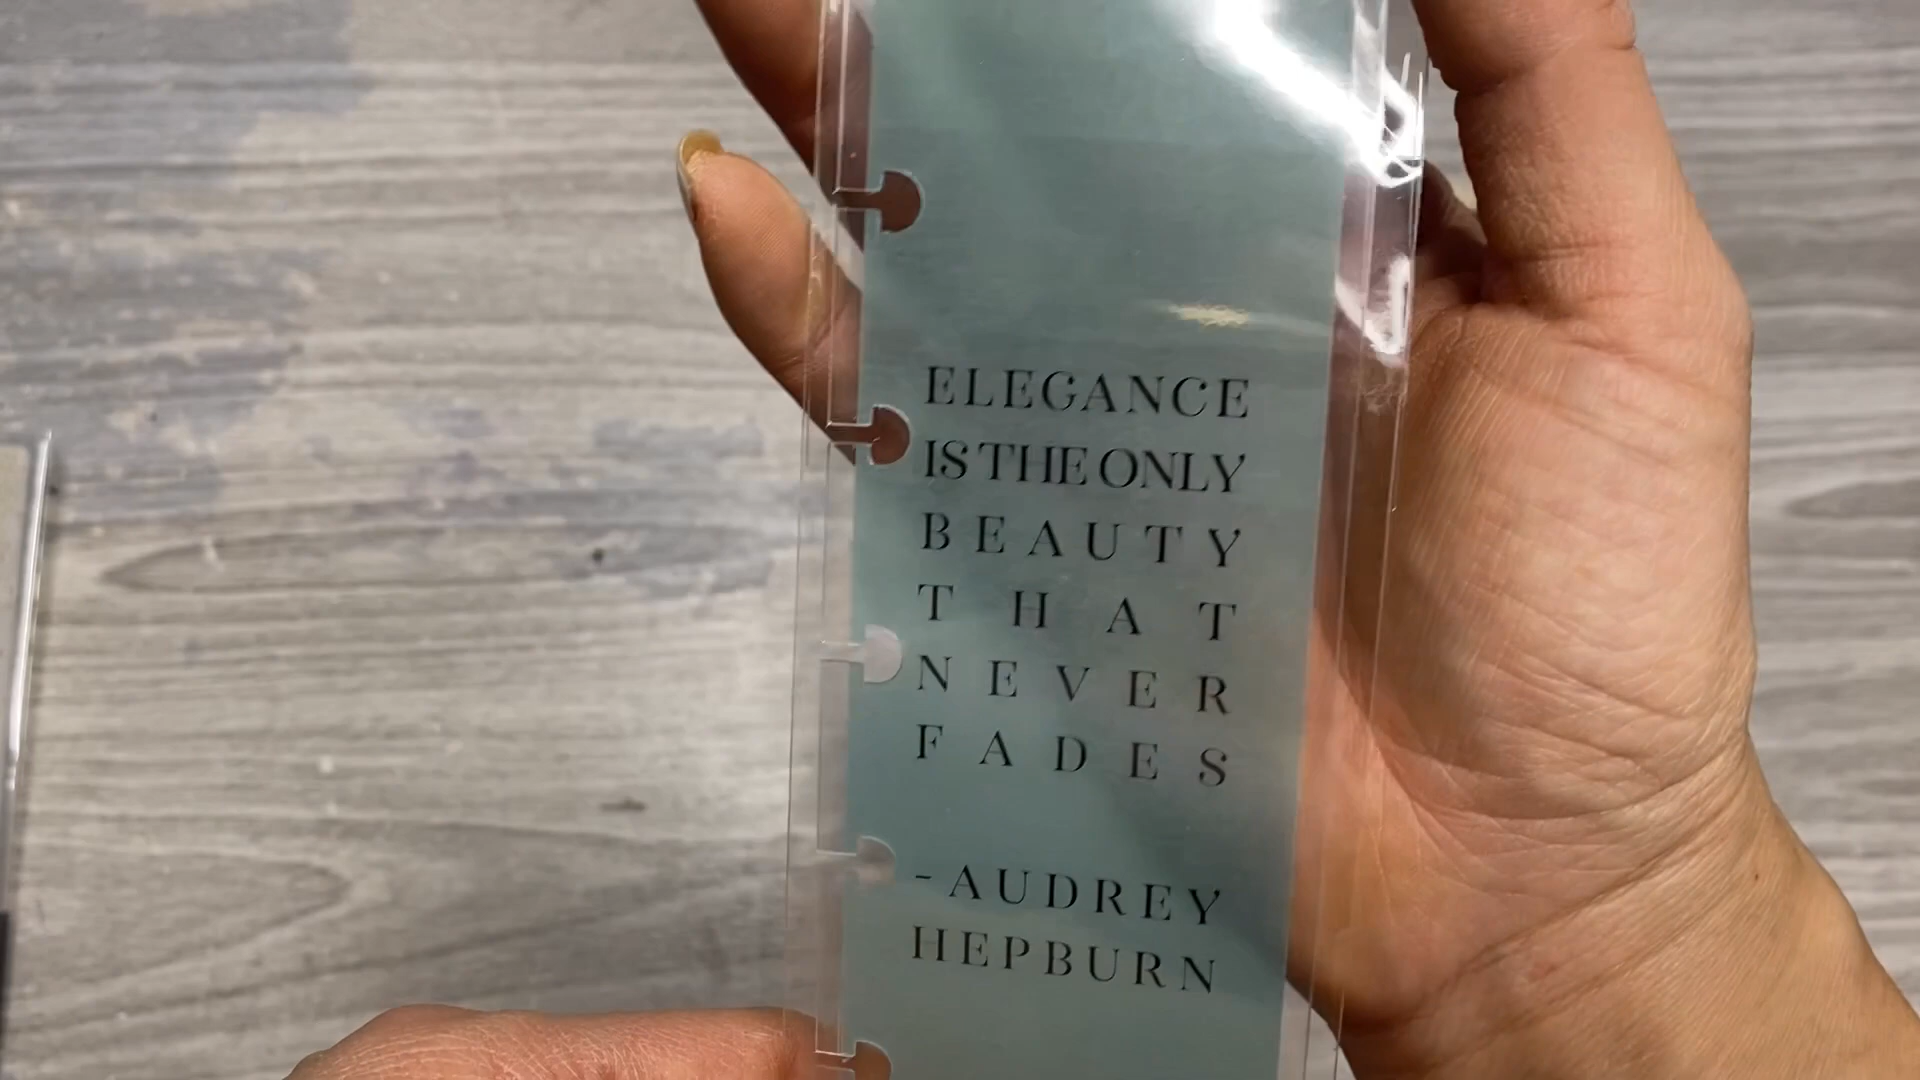 ELEGANCE
IS THE ONLY
BEAUTY
THAT
NEVER
FADES
-AUDREY
HEPBURN